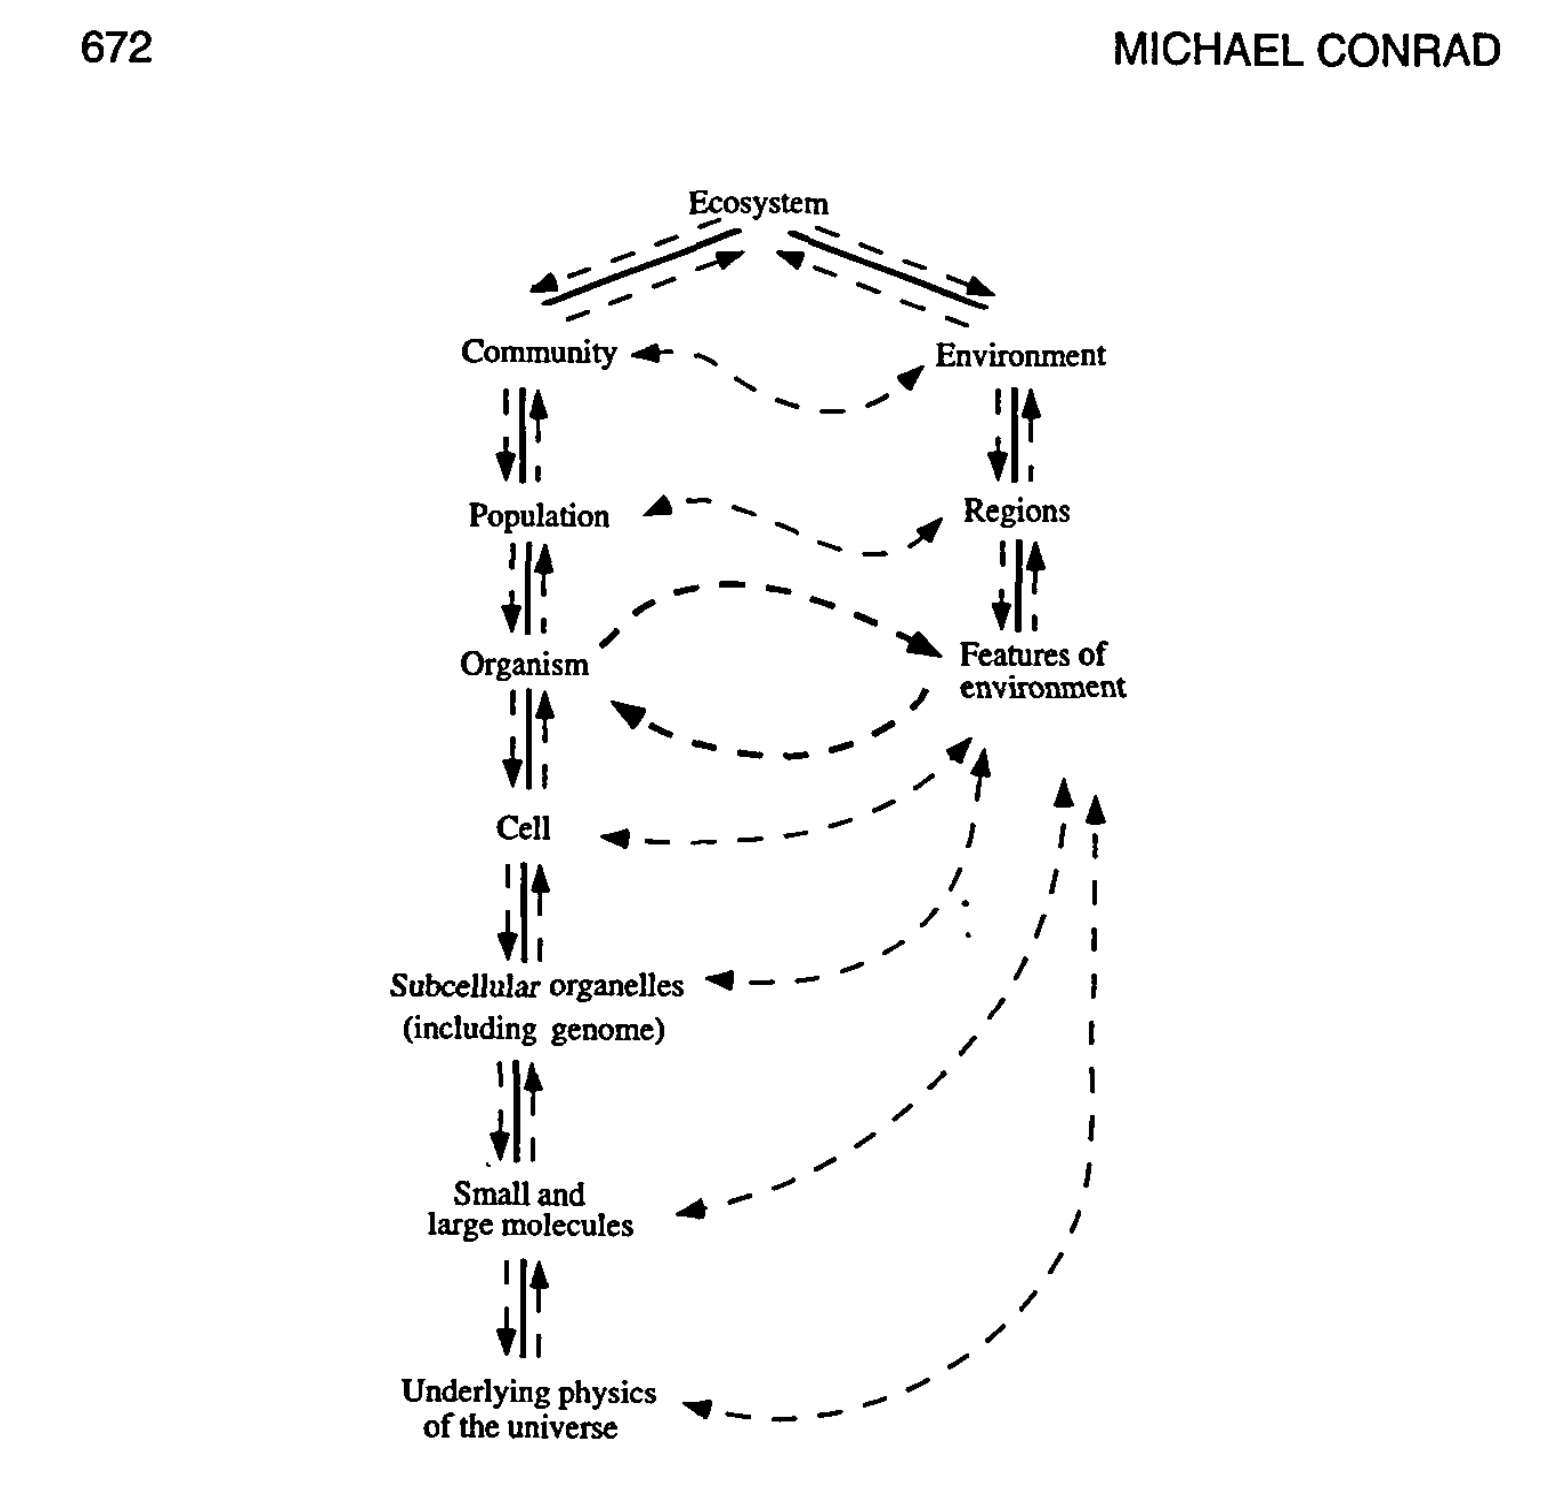 672
MICHAEL CONRAD
Ecosystem
Community
Environment
Population
Regions
Organism
Features of
environment
Cell
Subcellular organelles
(including genome)
Small and
large molecules
Underlying physics
of the universe